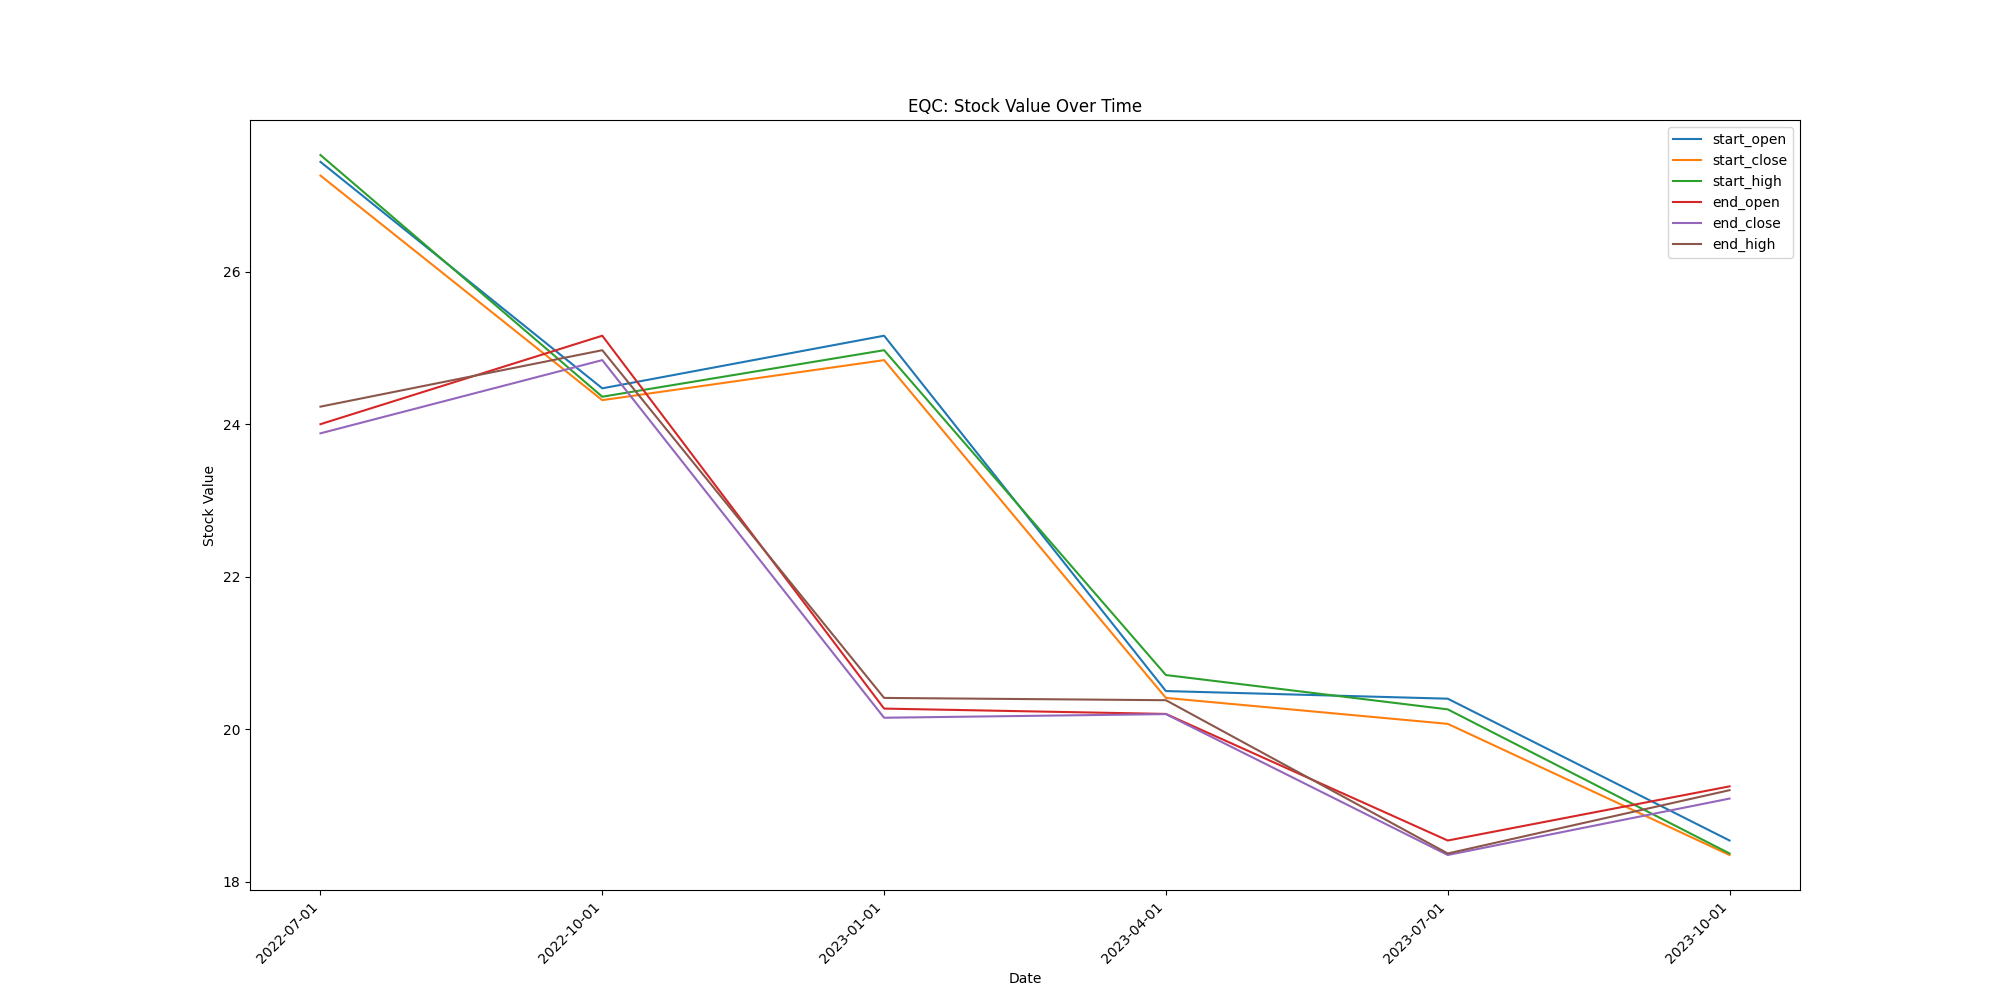 EQC: Stock Value Over Time
start_open
start_close
start_high
end_open
end_close
end_high
Stock Value
26
24
22
20
18
2022-07-01
2022-10-01
2023-01-01
2023-04-01
2023-07-01
2023-10-01
Date